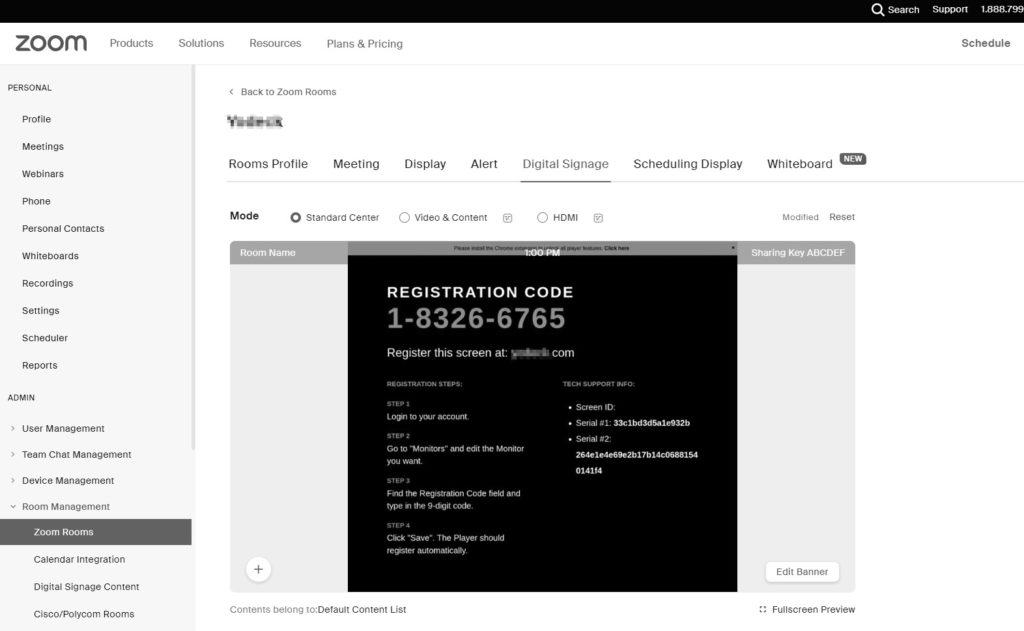 Search Support 1.888.799
zoom Products Solutions Resources Plans & Pricing Schedule
PERSONAL
Profile
Meetings
Webinars
Phone
Personal Contacts
Whiteboards
Recordings
Settings
Scheduler
Reports
ADMIN
User Management
Team Chat Management
Device Management
Room Management
Zoom Rooms
Calendar Integration
Digital Signage Content
Cisco/Polycom Rooms
Back to Zoom Rooms
Rooms Profile Meeting Display Alert Digital Signage Scheduling Display Whiteboard NEW
Mode Standard Center Video & Content HDMI Modified Reset
Room Name 1:00 PM Sharing Key ABCDEF
Please install the Chrome extension to unlock all player features. Click here
REGISTRATION CODE
1-8326-6765
Register this screen at: .com
REGISTRATION STEPS:
STEP 1
Login to your account.
STEP 2
Go to "Monitors" and edit the Monitor
you want.
STEP 3
Find the Registration Code field and
type in the 9-digit code.
STEP 4
Click "Save". The Player should
register automatically.
TECH SUPPORT INFO:
Screen ID:
Serial #1: 33c1bd3d5a1e932b
Serial #2:
264e1e4e69e2b17b14c0688154
0141f4
+
Edit Banner
Contents belong to:Default Content List Fullscreen Preview